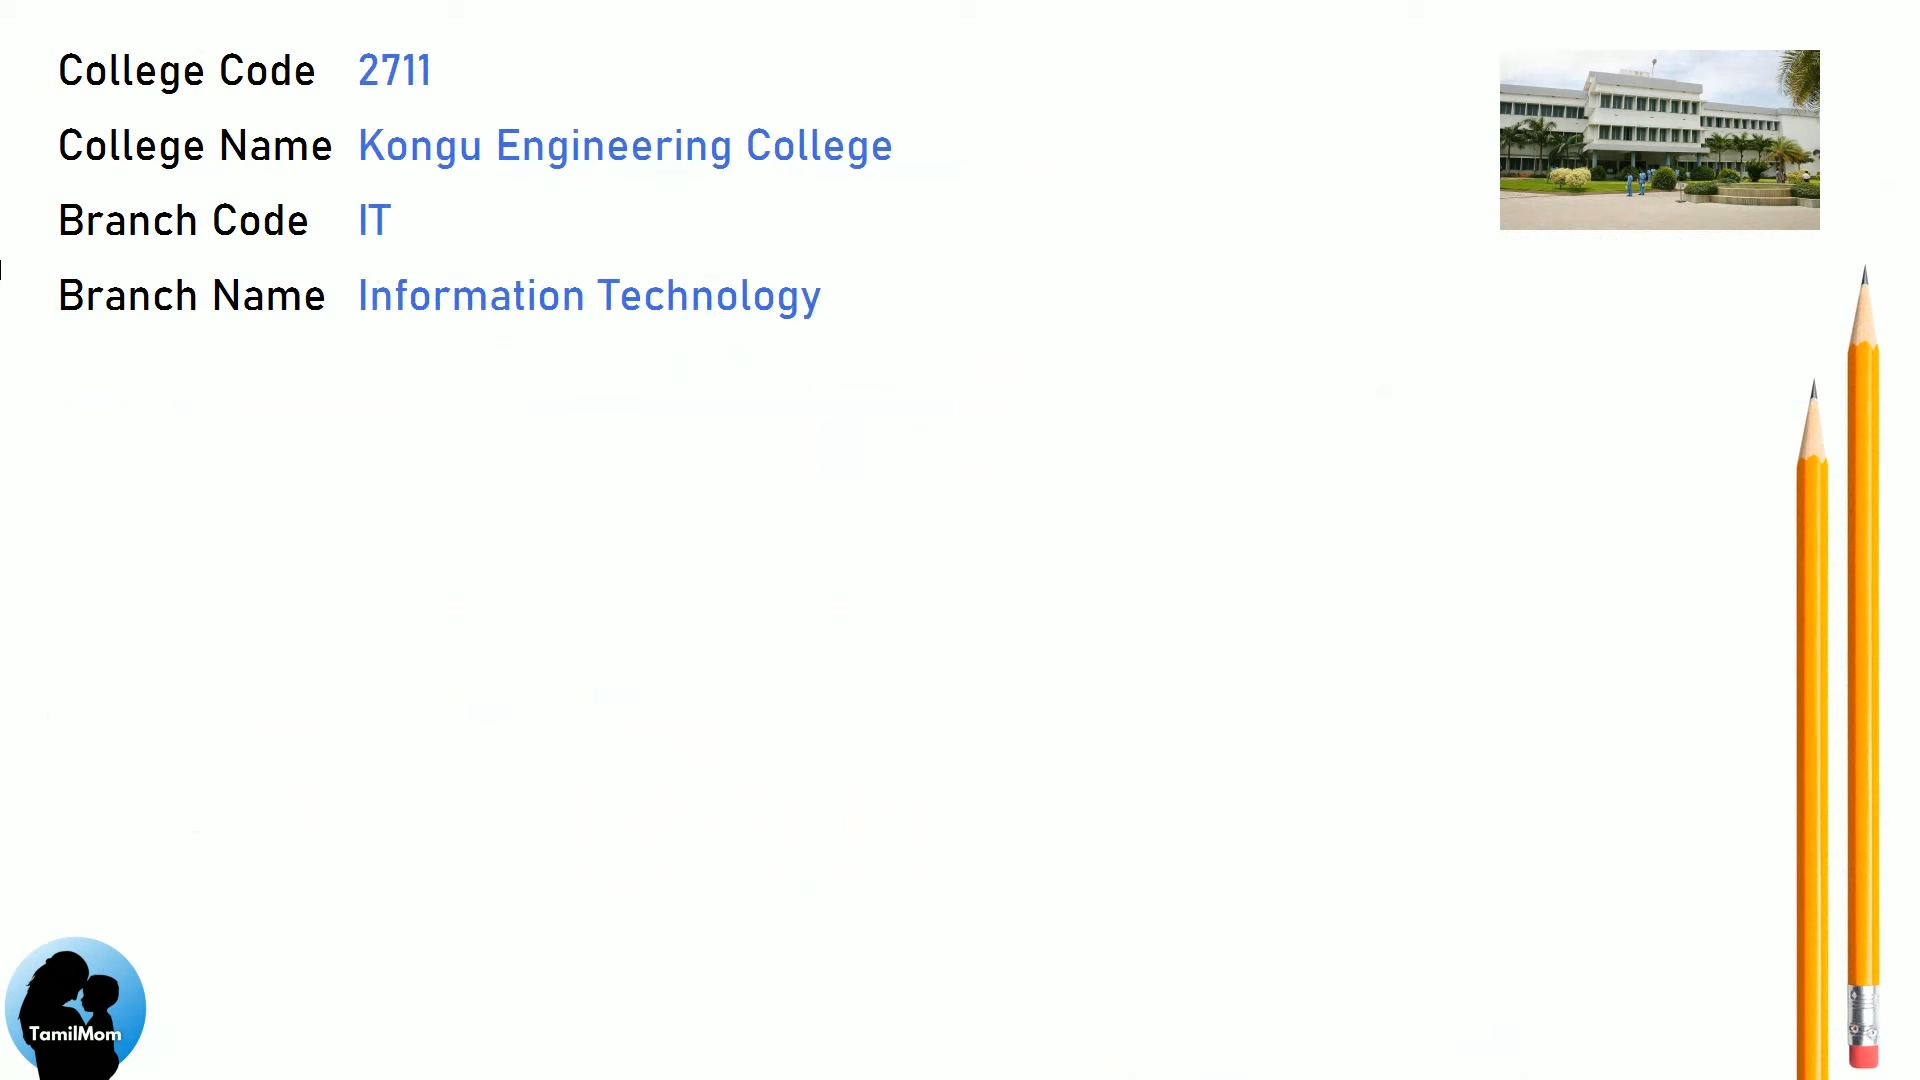 College Code 2711
College Name Kongu Engineering College
Branch Code IT
Branch Name Information Technology
TamilMom